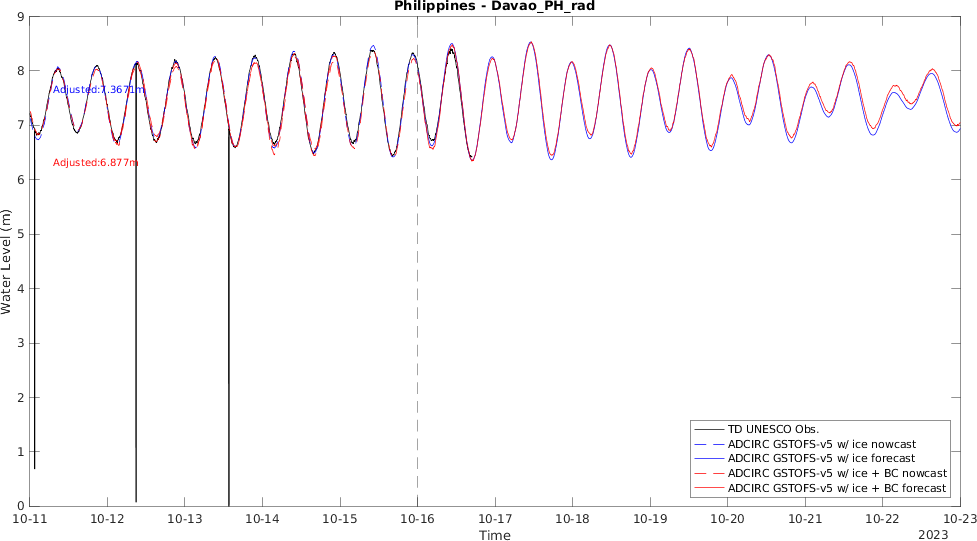 Philippines - Davao_PH_rad
9
8
7
6
5
4
3
2
1
0
Water Level (m)
Adjusted:7.3671m
Adjusted:6.877m
TD UNESCO Obs.
ADCIRC GSTOFS-v5 w/ ice nowcast
ADCIRC GSTOFS-v5 w/ ice forecast
ADCIRC GSTOFS-v5 w/ ice + BC nowcast
ADCIRC GSTOFS-v5 w/ ice + BC forecast
10-11 10-12 10-13 10-14 10-15 10-16 10-17 10-18 10-19 10-20 10-21 10-22 10-23
Time
2023